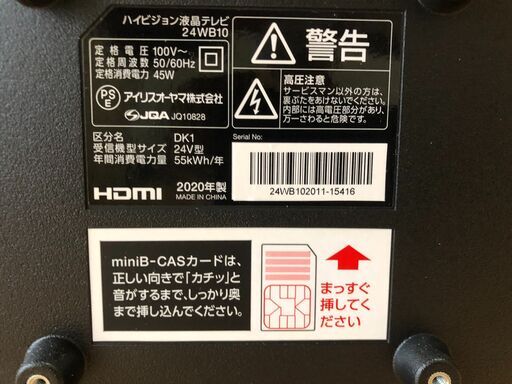 ハイビジョン液晶テレビ
24WB10
定格電圧 100V～
定格周波数 50/60Hz
定格消費電力 45W
PS
E
アイリスオーヤマ株式会社
JQA JQ10828
区分名 DK1
受信機型サイズ 24V型
年間消費電力量 55kWh/年
HDMI
2020年製
MADE IN CHINA
警告
高圧注意
サービスマン以外の方は、
裏ぶたをあけないでください。
内部には高電圧部分があり、
万一さわると危険です。
Serial No:
24WB102011-15416
miniB-CASカードは、
正しい向きで「カチッ」と
音がするまで、しっかり奥
まで挿し込んでください。
まっすぐ
挿してく
ださい